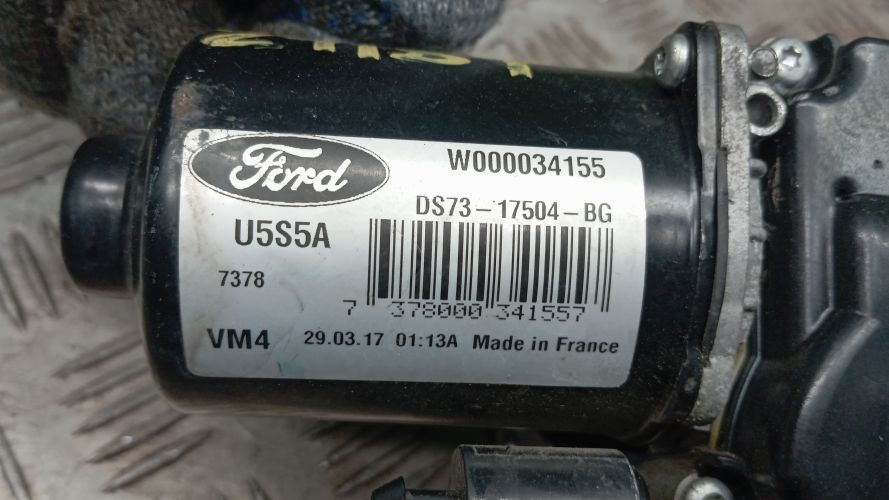 Ford
W000034155
DS73-17504-BG
U5S5A
7378
7 378000 341557
VM4 29.03.17 01:13A Made in France